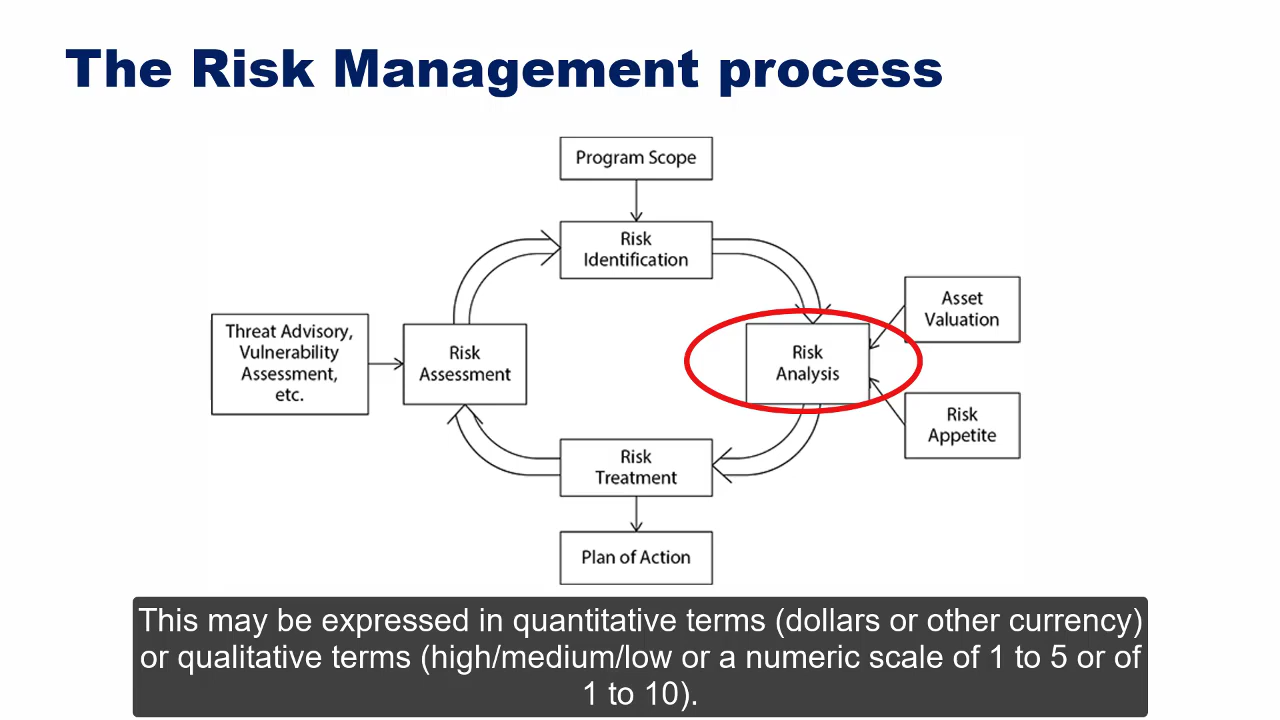 The Risk Management process
Program Scope
Risk
Identification
Asset
Valuation
Threat Advisory,
Vulnerability
Assessment,
etc.
Risk
Assessment
Risk
Analysis
Risk
Appetite
Risk
Treatment
Plan of Action
This may be expressed in quantitative terms (dollars or other currency)
or qualitative terms (high/medium/low or a numeric scale of 1 to 5 or of
1 to 10).